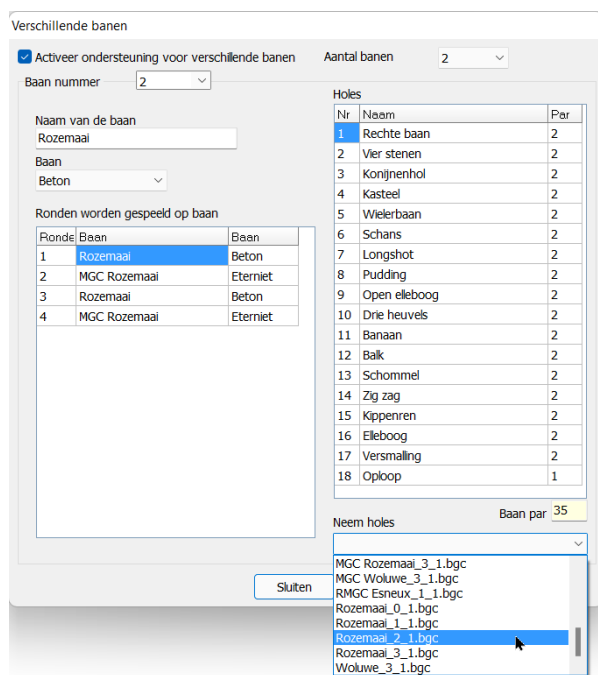 Verschillende banen
Activeer ondersteuning voor verschillende banen
Aantal banen 2
Baan nummer 2
Naam van de baan
Rozemaai
Baan
Beton
Ronden worden gespeeld op baan
Ronde Baan Baan
1 Rozemaai Beton
2 MGC Rozemaai Eterniet
3 Rozemaai Beton
4 MGC Rozemaai Eterniet
Holes
Nr Naam Par
1 Rechte baan 2
2 Vier stenen 2
3 Konijnenhol 2
4 Kasteel 2
5 Wielerbaan 2
6 Schans 2
7 Longshot 2
8 Pudding 2
9 Open elleboog 2
10 Drie heuvels 2
11 Banaan 2
12 Balk 2
13 Schommel 2
14 Zig zag 2
15 Kippenren 2
16 Elleboog 2
17 Versmalling 2
18 Oploop 1
Baan par 35
Neem holes
MGC Rozemaai_3_1.bgc
MGC Woluwe_3_1.bgc
RMGC Esneux_1_1.bgc
Rozemaai_0_1.bgc
Rozemaai_1_1.bgc
Rozemaai_2_1.bgc
Rozemaai_3_1.bgc
Woluwe_3_1.bgc
Sluiten